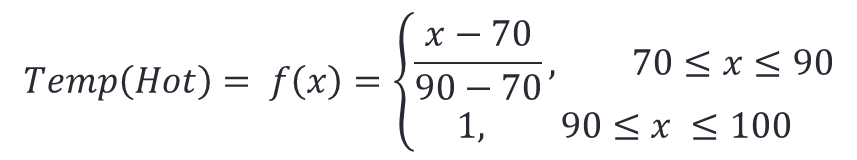 Temp(Hot) = f(x) = { (x − 70)/(90 − 70), 70 ≤ x ≤ 90
1, 90 ≤ x ≤ 100